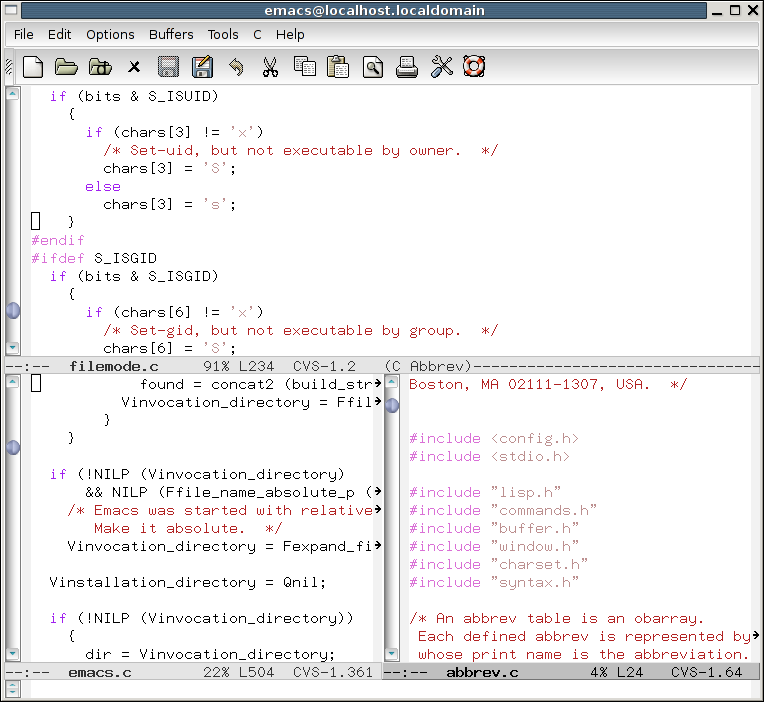 emacs@localhost.localdomain
File Edit Options Buffers Tools C Help
if (bits & S_ISUID)
{
if (chars[3] != 'x')
/* Set-uid, but not executable by owner.  */
chars[3] = 'S';
else
chars[3] = 's';
}
#endif
#ifdef S_ISGID
if (bits & S_ISGID)
{
if (chars[6] != 'x')
/* Set-gid, but not executable by group.  */
chars[6] = 'S';
--:-- filemode.c 91% L234 CVS-1.2 (C Abbrev)--------------------------------
found = concat2 (build_str
Vinvocation_directory = Ffil
}
}
if (!NILP (Vinvocation_directory)
&& NILP (Ffile_name_absolute_p (
/* Emacs was started with relative
Make it absolute.  */
Vinvocation_directory = Fexpand_fi
Vinstallation_directory = Qnil;
if (!NILP (Vinvocation_directory))
{
dir = Vinvocation_directory;
--:-- emacs.c 22% L504 CVS-1.361
Boston, MA 02111-1307, USA.  */
#include <config.h>
#include <stdio.h>
#include "lisp.h"
#include "commands.h"
#include "buffer.h"
#include "window.h"
#include "charset.h"
#include "syntax.h"
/* An abbrev table is an obarray.
Each defined abbrev is represented by
whose print name is the abbreviation.
--:-- abbrev.c 4% L24 CVS-1.64